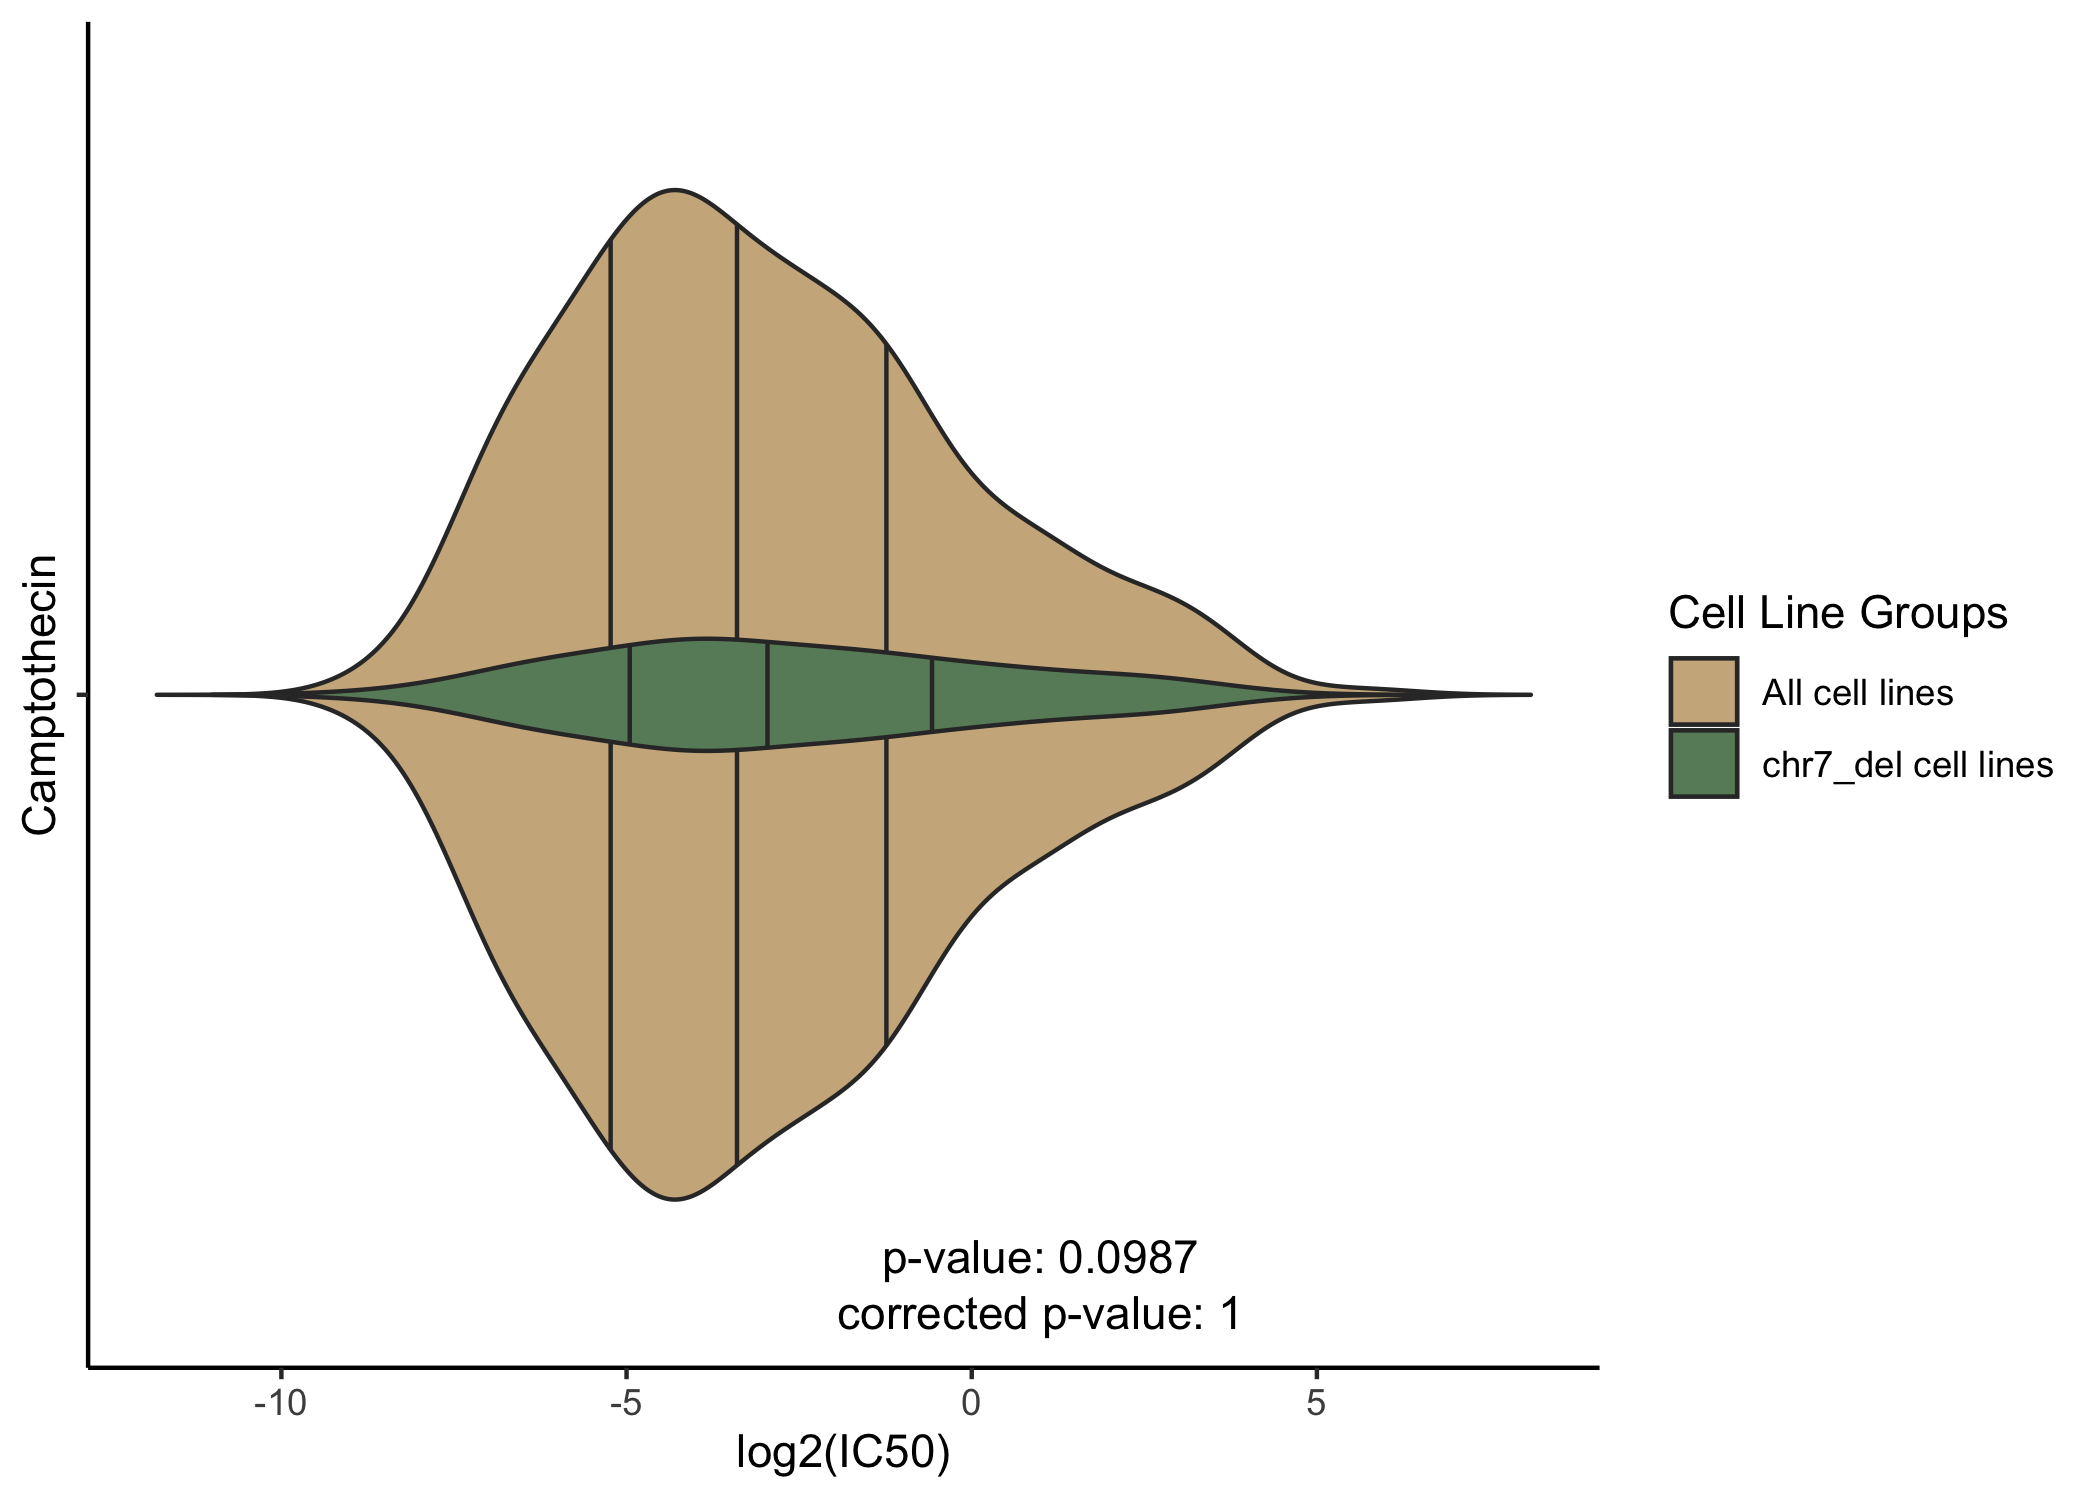 Camptothecin
Cell Line Groups
All cell lines
chr7_del cell lines
p-value: 0.0987
corrected p-value: 1
-10 -5 0 5
log2(IC50)